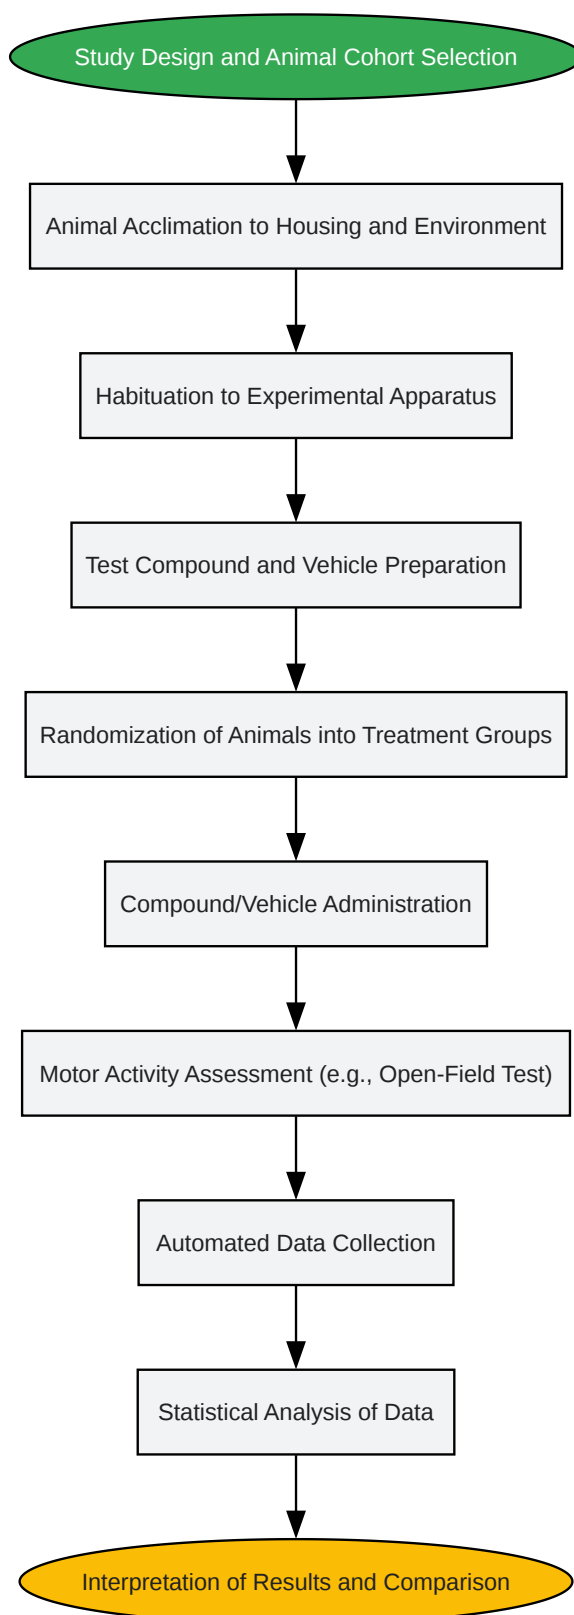 Study Design and Animal Cohort Selection
Animal Acclimation to Housing and Environment
Habituation to Experimental Apparatus
Test Compound and Vehicle Preparation
Randomization of Animals into Treatment Groups
Compound/Vehicle Administration
Motor Activity Assessment (e.g., Open-Field Test)
Automated Data Collection
Statistical Analysis of Data
Interpretation of Results and Comparison